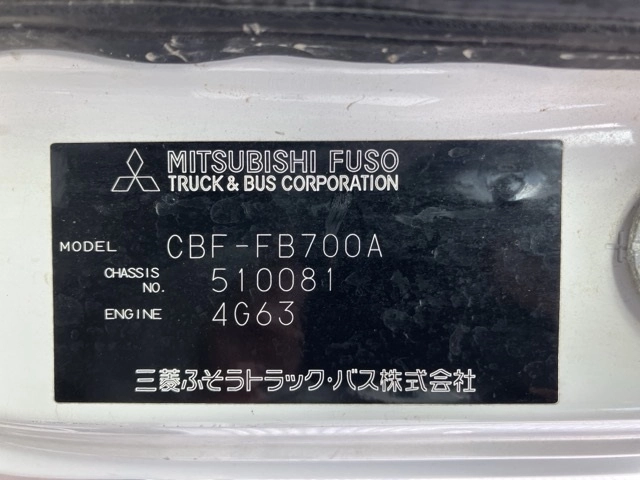 MITSUBISHI FUSO
TRUCK & BUS CORPORATION
MODEL CBF-FB700A
CHASSIS NO. 510081
ENGINE 4G63
三菱ふそうトラック・バス株式会社